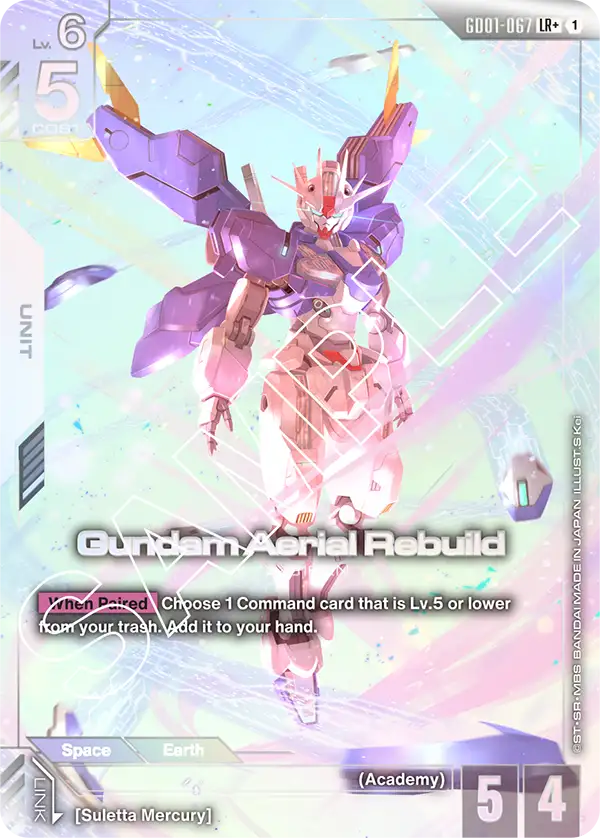 GD01-067 LR+ 1
Lv. 6
5
COST
UNIT
SAMPLE
Gundam Aerial Rebuild
When Paired Choose 1 Command card that is Lv.5 or lower
from your trash. Add it to your hand.
Space Earth
(Academy)
5 4
LINK
[Suletta Mercury]
©ST・SR・MBS BANDAI MADE IN JAPAN ILLUST.S Kei